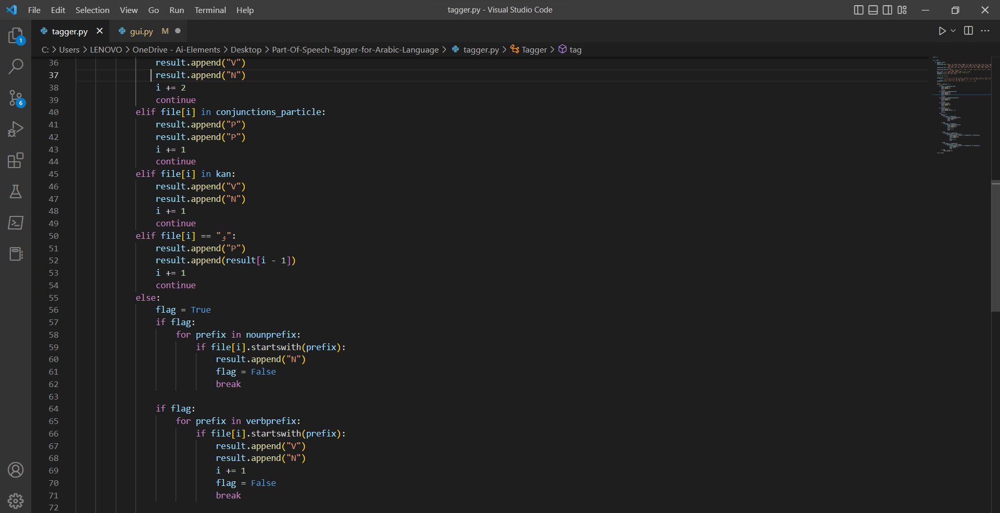 File Edit Selection View Go Run Terminal Help
tagger.py - Visual Studio Code
tagger.py gui.py M
C: > Users > LENOVO > OneDrive - Ai-Elements > Desktop > Part-Of-Speech-Tagger-for-Arabic-Language > tagger.py > Tagger > tag
1
6
36 result.append("V")
37 result.append("N")
38 i += 2
39 continue
40 elif file[i] in conjunctions_particle:
41 result.append("P")
42 result.append("P")
43 i += 1
44 continue
45 elif file[i] in kan:
46 result.append("V")
47 result.append("N")
48 i += 1
49 continue
50 elif file[i] == "و":
51 result.append("P")
52 result.append(result[i - 1])
53 i += 1
54 continue
55 else:
56 flag = True
57 if flag:
58 for prefix in nounprefix:
59 if file[i].startswith(prefix):
60 result.append("N")
61 flag = False
62 break
63
64 if flag:
65 for prefix in verbprefix:
66 if file[i].startswith(prefix):
67 result.append("V")
68 result.append("N")
69 i += 1
70 flag = False
71 break
72